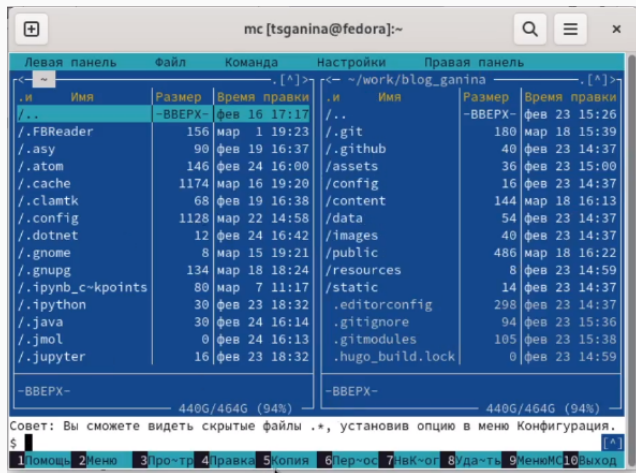 mc [tsganina@fedora]:~
Левая панель Файл Команда Настройки Правая панель
<— ~ .[^]> <— ~/work/blog_ganina .[^]>
.и Имя Размер Время правки .и Имя Размер Время правки
/.. -ВВЕРХ- фев 16 17:17 /.. -ВВЕРХ- фев 23 15:26
/.FBReader 156 мар 1 19:23 /.git 180 мар 18 15:39
/.asy 90 фев 19 16:37 /.github 40 фев 23 14:37
/.atom 146 фев 24 16:00 /assets 36 фев 23 15:00
/.cache 1174 мар 16 19:20 /config 16 фев 23 14:37
/.clamtk 68 фев 19 16:38 /content 144 мар 18 16:13
/.config 1128 мар 22 14:58 /data 54 фев 23 14:37
/.dotnet 12 фев 24 16:42 /images 40 фев 23 14:37
/.gnome 8 мар 15 19:21 /public 486 мар 18 16:22
/.gnupg 134 мар 18 18:24 /resources 8 фев 23 14:59
/.ipynb_c~kpoints 80 мар 7 11:17 /static 14 фев 23 14:37
/.ipython 30 фев 23 18:32 .editorconfig 298 фев 23 14:37
/.java 30 фев 24 16:14 .gitignore 94 фев 23 15:36
/.jmol 0 фев 24 16:13 .gitmodules 105 фев 23 15:38
/.jupyter 16 фев 23 18:32 .hugo_build.lock 0 фев 23 14:59
-ВВЕРХ- -ВВЕРХ-
440G/464G (94%) 440G/464G (94%)
Совет: Вы сможете видеть скрытые файлы .*, установив опцию в меню Конфигурация.
$ [^]
1Помощь 2Меню 3Про~тр 4Правка 5Копия 6Пер~ос 7НвК~ог 8Уда~ть 9МенюMC 10Выход